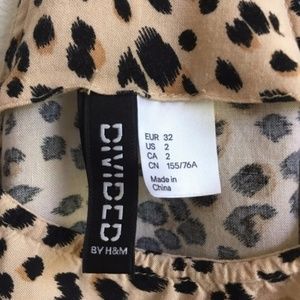 DIVIDED
BY H&M
EUR 32
US 2
CA 2
CN 155/76A
Made in
China